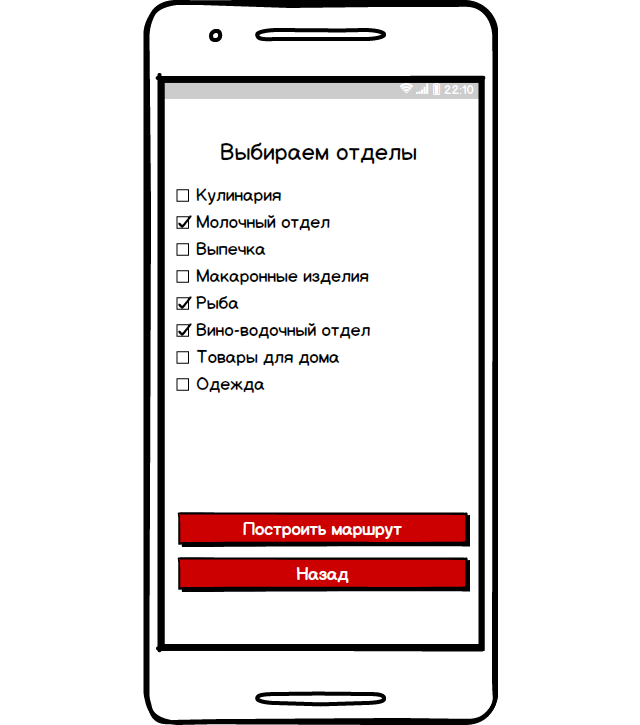 22:10
Выбираем отделы
Кулинария
Молочный отдел
Выпечка
Макаронные изделия
Рыба
Вино-водочный отдел
Товары для дома
Одежда
Построить маршрут
Назад